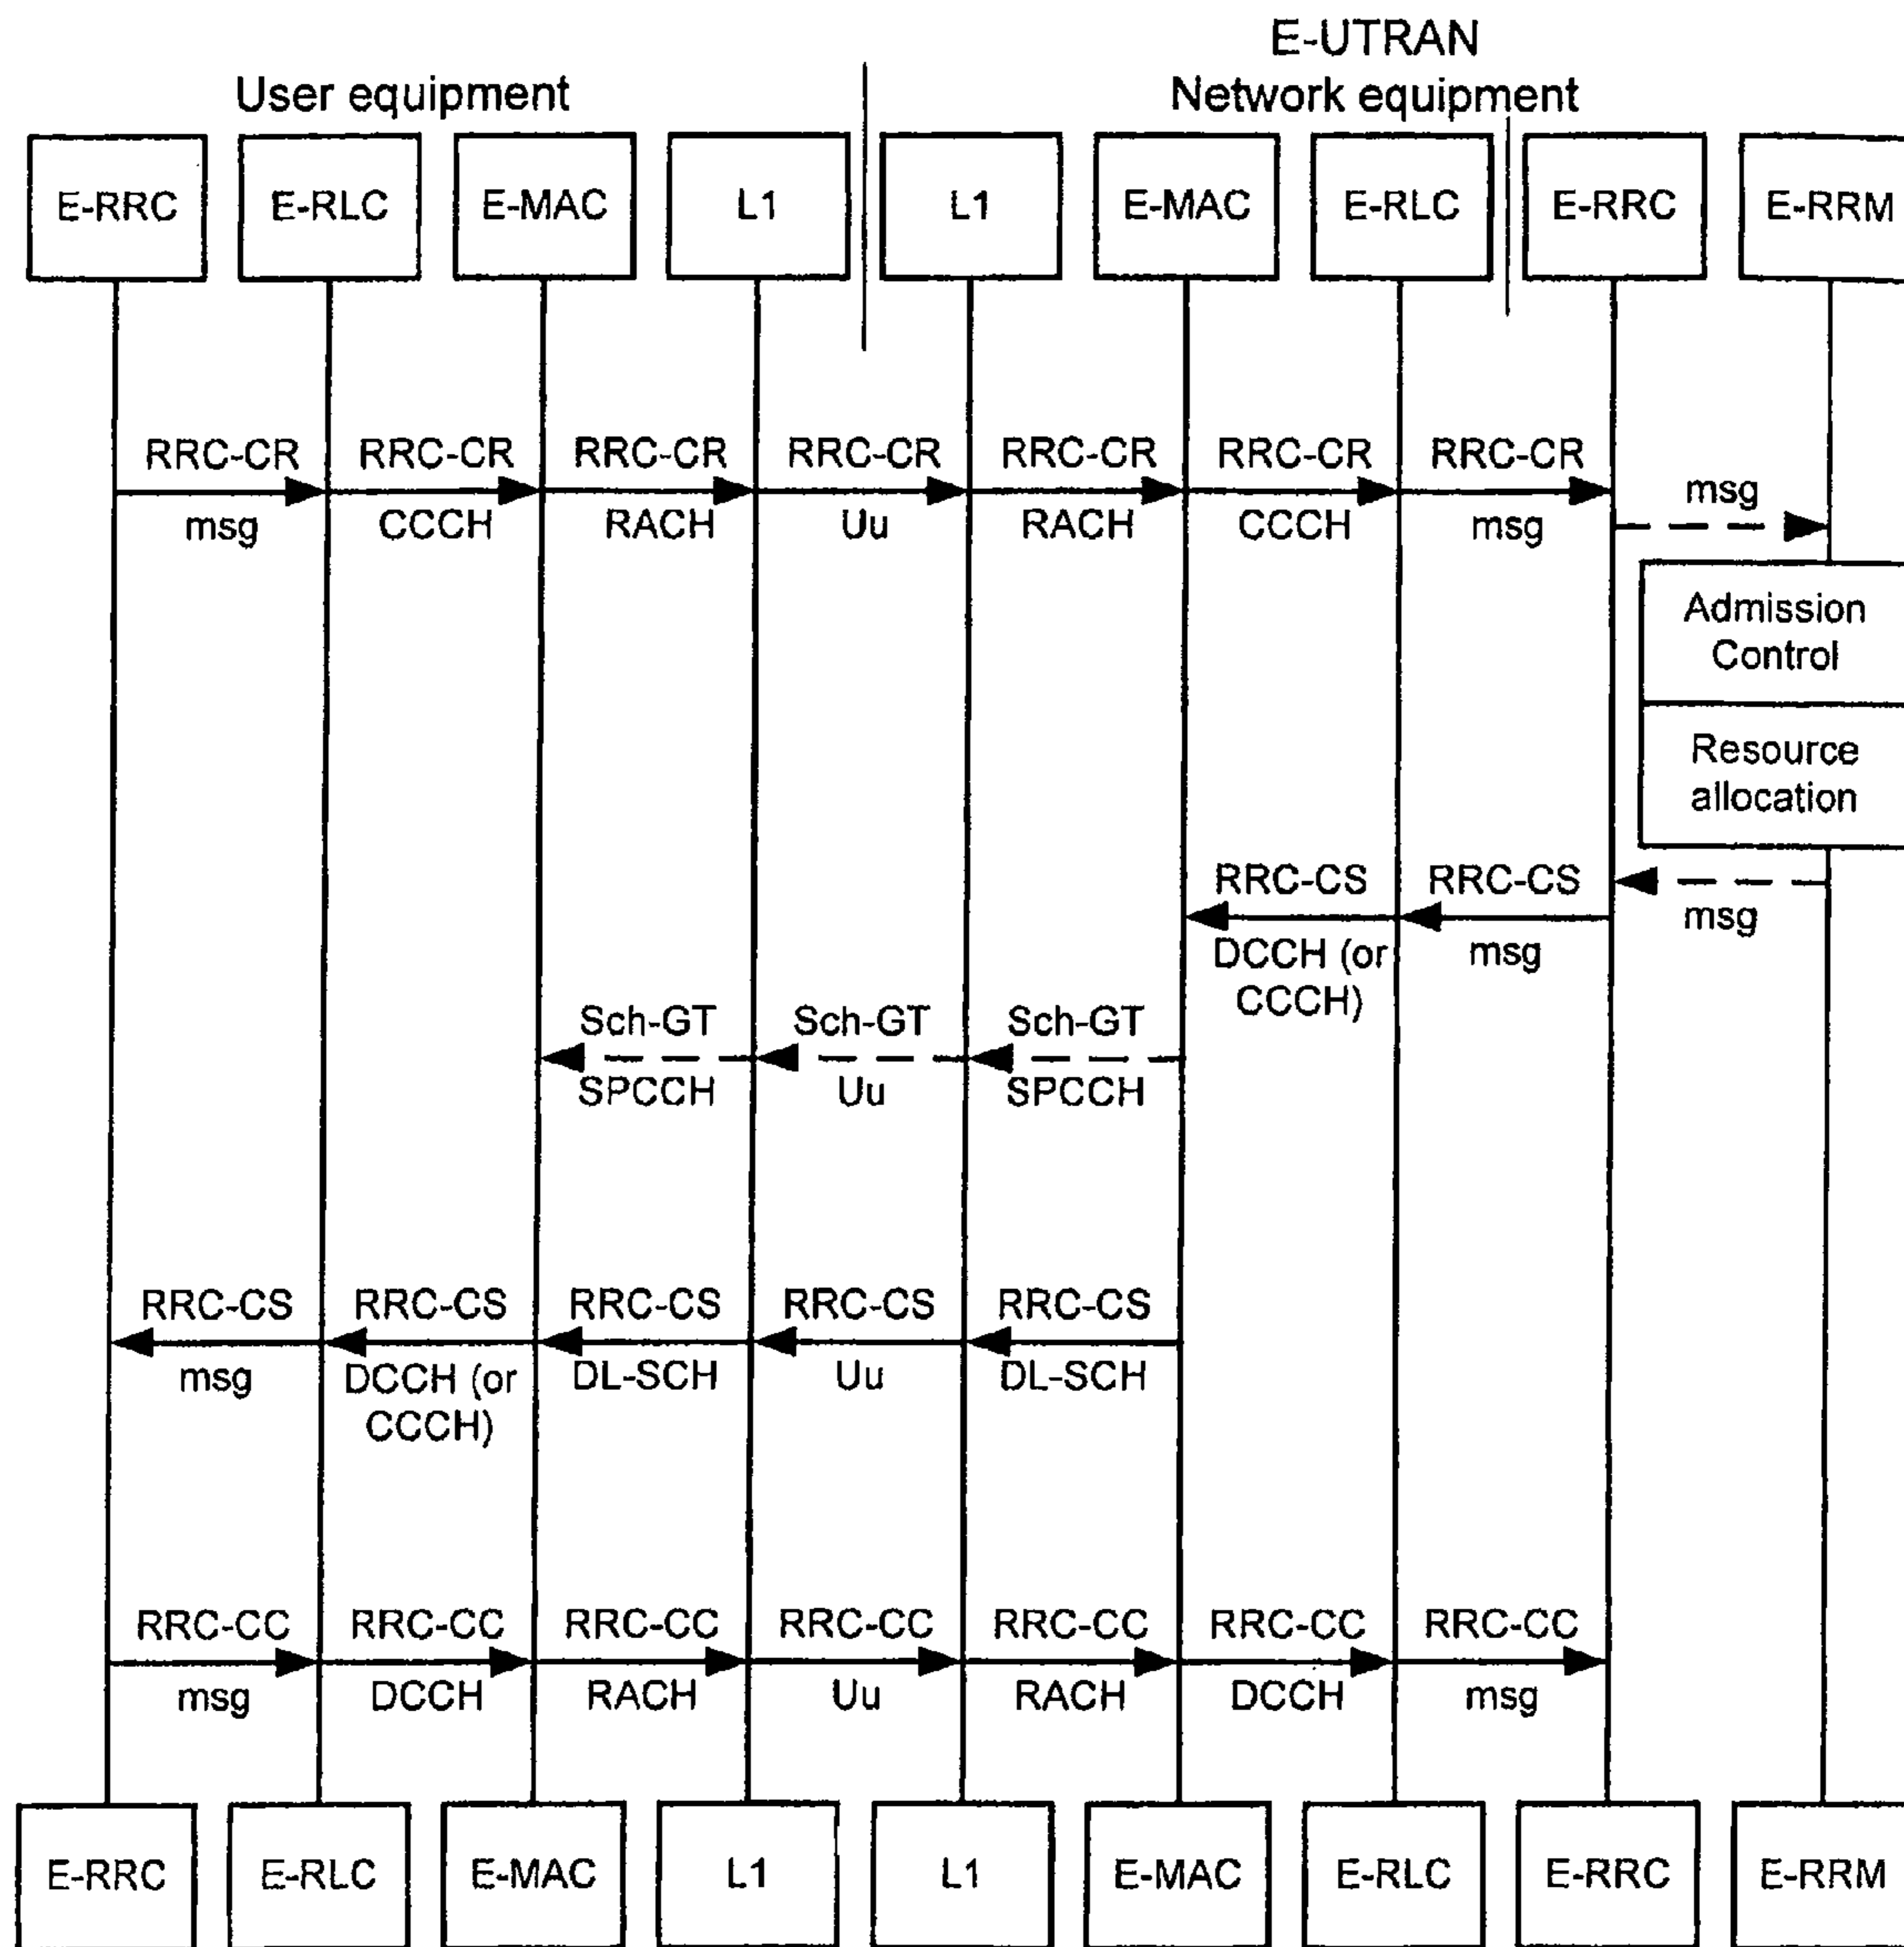 E-UTRAN
User equipment
Network equipment
E-RRC
E-RLC
E-MAC
L1
L1
E-MAC
E-RLC
E-RRC
E-RRM
RRC-CR
RRC-CR
RRC-CR
RRC-CR
RRC-CR
RRC-CR
RRC-CR
msg
msg
CCCH
RACH
Uu
RACH
CCCH
msg
Admission
Control
Resource
allocation
RRC-CS
RRC-CS
msg
DCCH (or
CCCH)
msg
Sch-GT
Sch-GT
Sch-GT
SPCCH
Uu
SPCCH
RRC-CS
RRC-CS
RRC-CS
RRC-CS
RRC-CS
msg
DCCH (or
CCCH)
DL-SCH
Uu
DL-SCH
RRC-CC
RRC-CC
RRC-CC
RRC-CC
RRC-CC
RRC-CC
RRC-CC
msg
DCCH
RACH
Uu
RACH
DCCH
msg
E-RRC
E-RLC
E-MAC
L1
L1
E-MAC
E-RLC
E-RRC
E-RRM